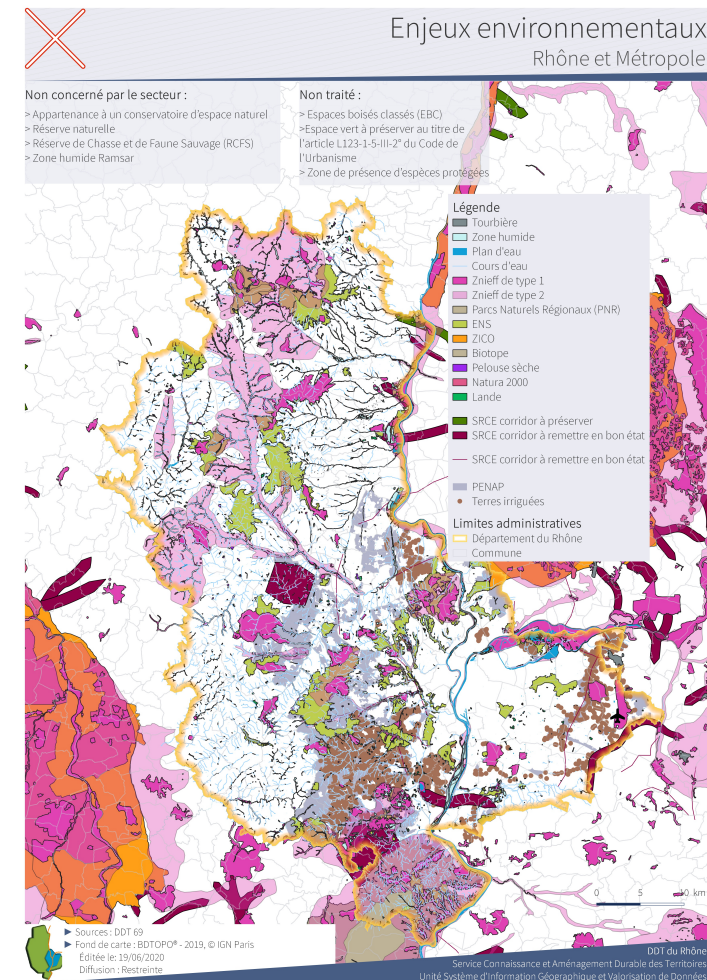 Enjeux environnementaux
Rhône et Métropole
Non concerné par le secteur :
> Appartenance à un conservatoire d'espace naturel
> Réserve naturelle
> Réserve de Chasse et de Faune Sauvage (RCFS)
> Zone humide Ramsar
Non traité :
> Espaces boisés classés (EBC)
>Espace vert à préserver au titre de
l'article L123-1-5-III-2° du Code de
l'Urbanisme
> Zone de présence d'espèces protégées
Légende
Tourbière
Zone humide
Plan d'eau
Cours d'eau
Znieff de type 1
Znieff de type 2
Parcs Naturels Régionaux (PNR)
ENS
ZICO
Biotope
Pelouse sèche
Natura 2000
Lande
SRCE corridor à préserver
SRCE corridor à remettre en bon état
SRCE corridor à remettre en bon état
PENAP
Terres irriguées
Limites administratives
Département du Rhône
Commune
0 5 10 km
Sources : DDT 69
Fond de carte : BDTOPO® - 2019, © IGN Paris
Éditée le: 19/06/2020
Diffusion : Restreinte
DDT du Rhône
Service Connaissance et Aménagement Durable des Territoires
Unité Système d'Information Géographique et Valorisation de Données